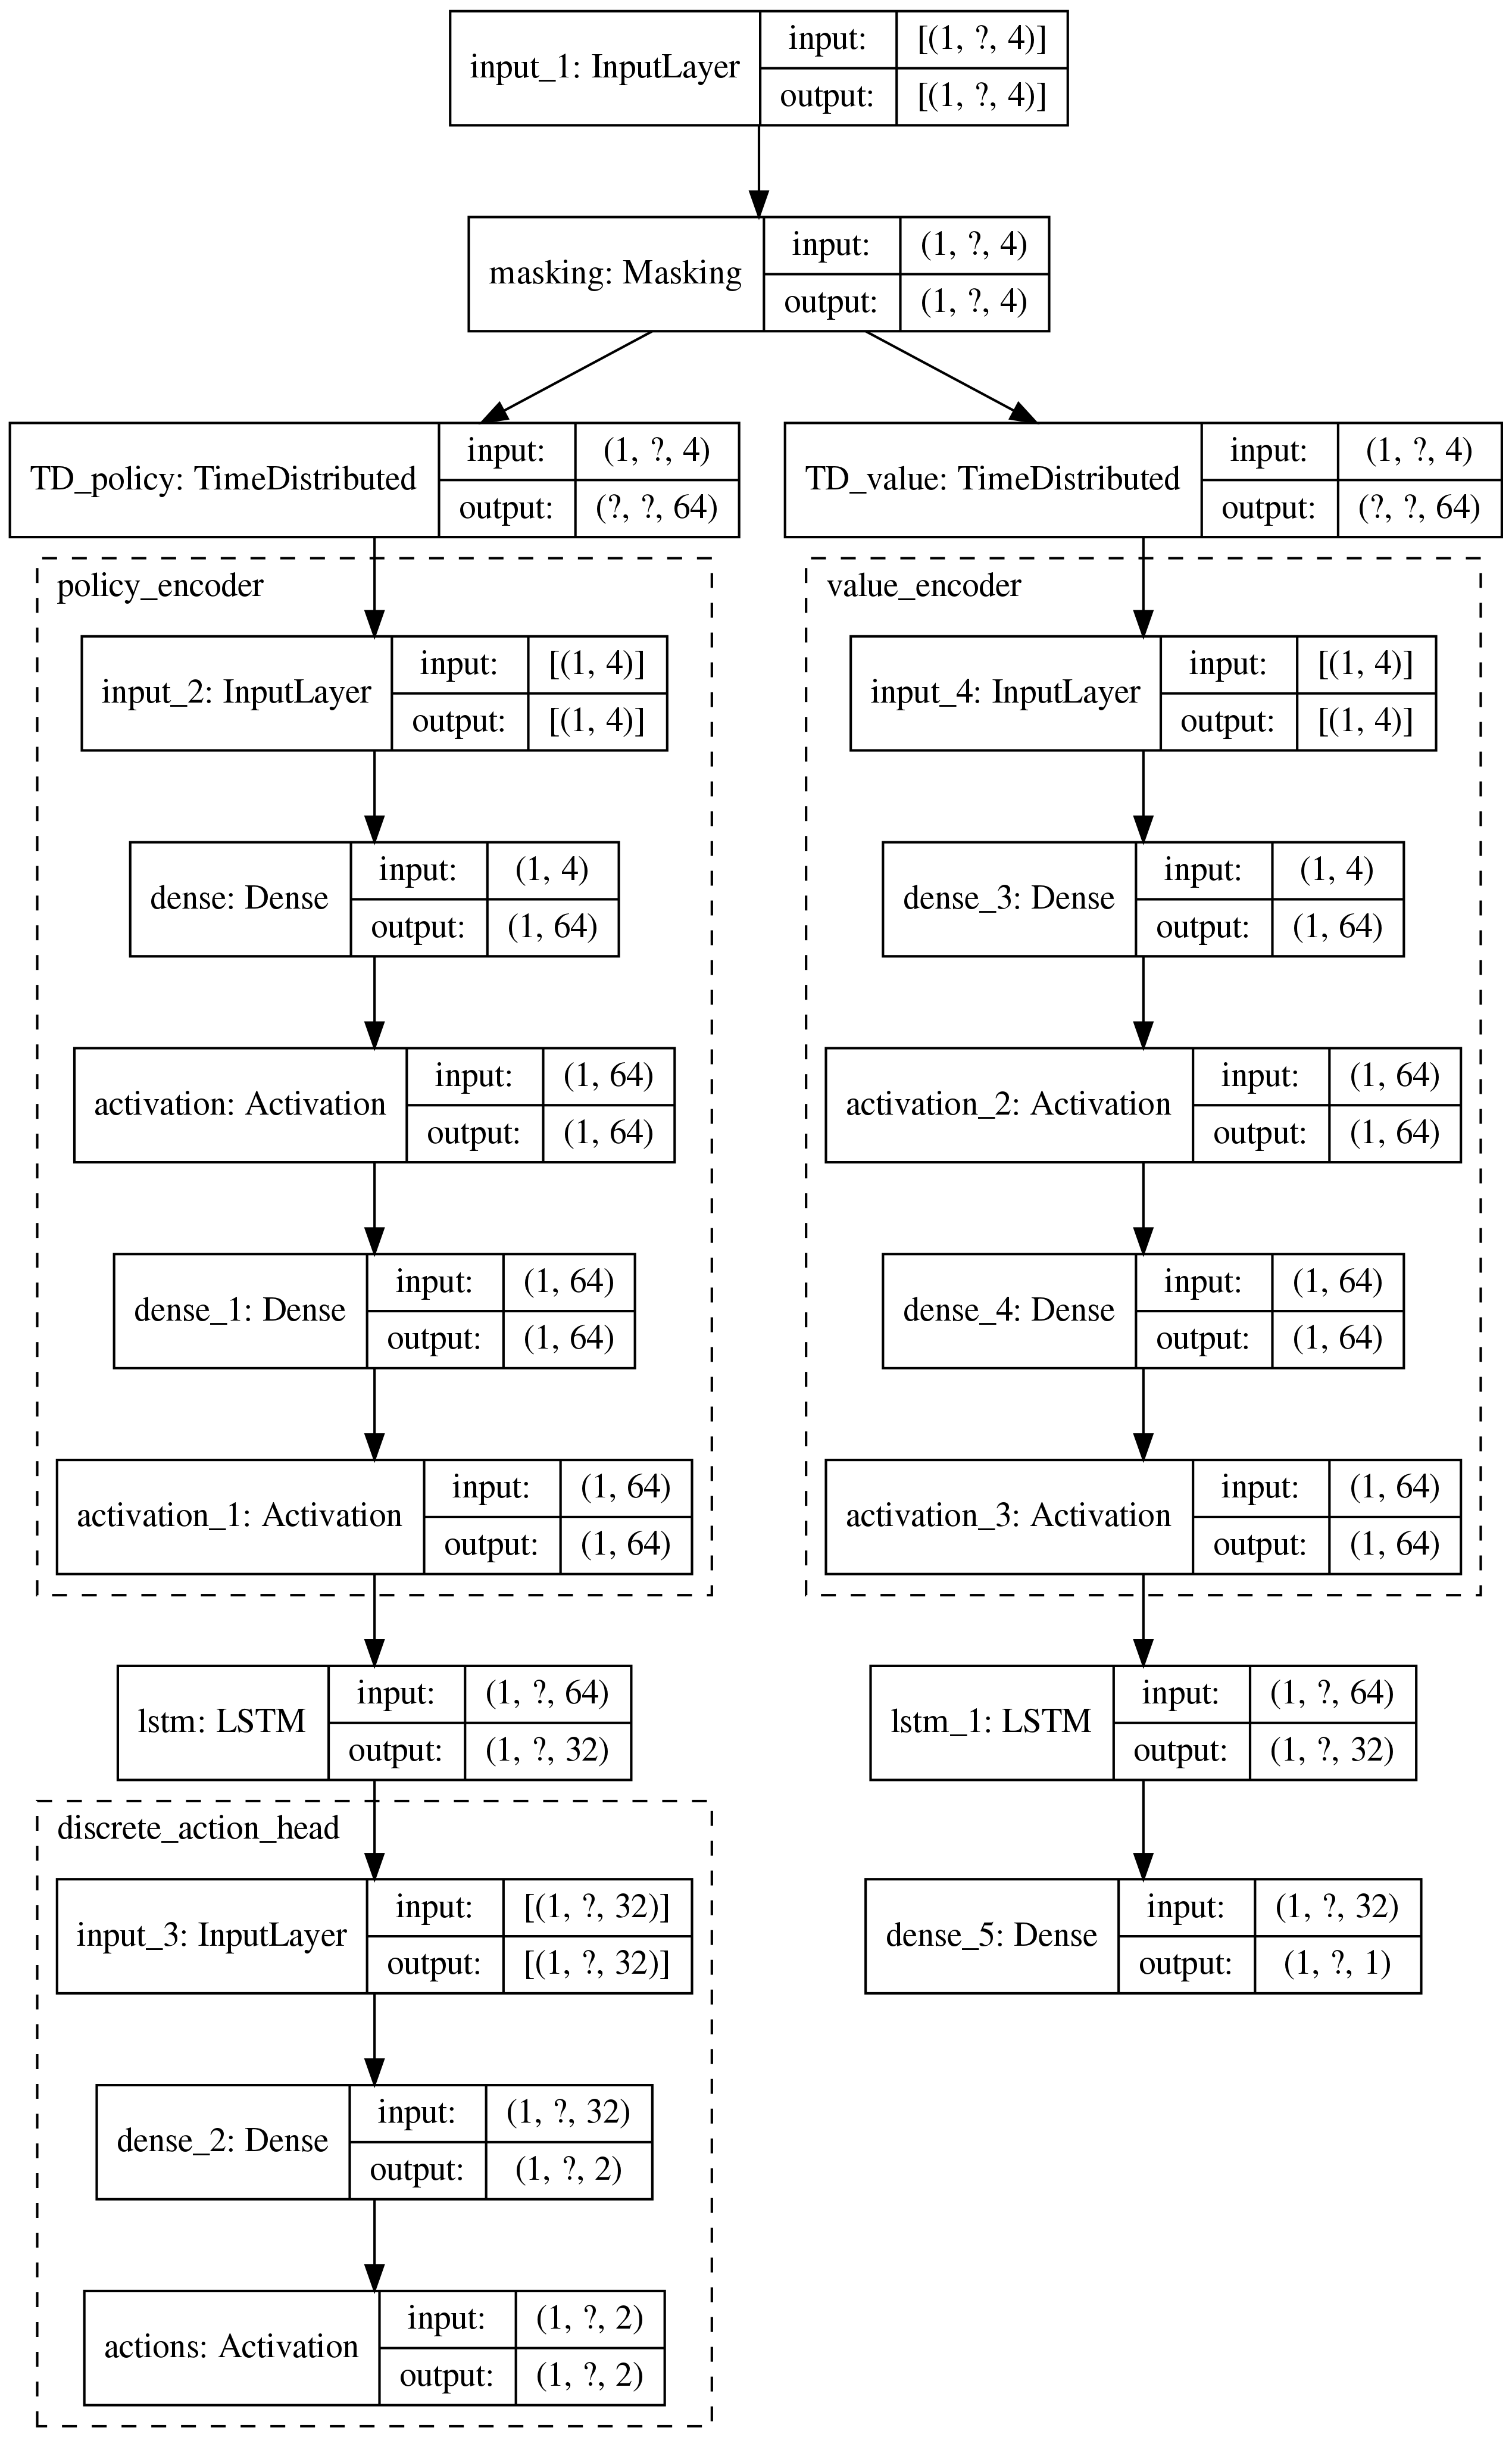 input_1: InputLayer
input:
[(1, ?, 4)]
output:
[(1, ?, 4)]
masking: Masking
input:
(1, ?, 4)
output:
(1, ?, 4)
TD_policy: TimeDistributed
input:
(1, ?, 4)
output:
(?, ?, 64)
TD_value: TimeDistributed
input:
(1, ?, 4)
output:
(?, ?, 64)
policy_encoder
input_2: InputLayer
input:
[(1, 4)]
output:
[(1, 4)]
dense: Dense
input:
(1, 4)
output:
(1, 64)
activation: Activation
input:
(1, 64)
output:
(1, 64)
dense_1: Dense
input:
(1, 64)
output:
(1, 64)
activation_1: Activation
input:
(1, 64)
output:
(1, 64)
lstm: LSTM
input:
(1, ?, 64)
output:
(1, ?, 32)
discrete_action_head
input_3: InputLayer
input:
[(1, ?, 32)]
output:
[(1, ?, 32)]
dense_2: Dense
input:
(1, ?, 32)
output:
(1, ?, 2)
actions: Activation
input:
(1, ?, 2)
output:
(1, ?, 2)
value_encoder
input_4: InputLayer
input:
[(1, 4)]
output:
[(1, 4)]
dense_3: Dense
input:
(1, 4)
output:
(1, 64)
activation_2: Activation
input:
(1, 64)
output:
(1, 64)
dense_4: Dense
input:
(1, 64)
output:
(1, 64)
activation_3: Activation
input:
(1, 64)
output:
(1, 64)
lstm_1: LSTM
input:
(1, ?, 64)
output:
(1, ?, 32)
dense_5: Dense
input:
(1, ?, 32)
output:
(1, ?, 1)